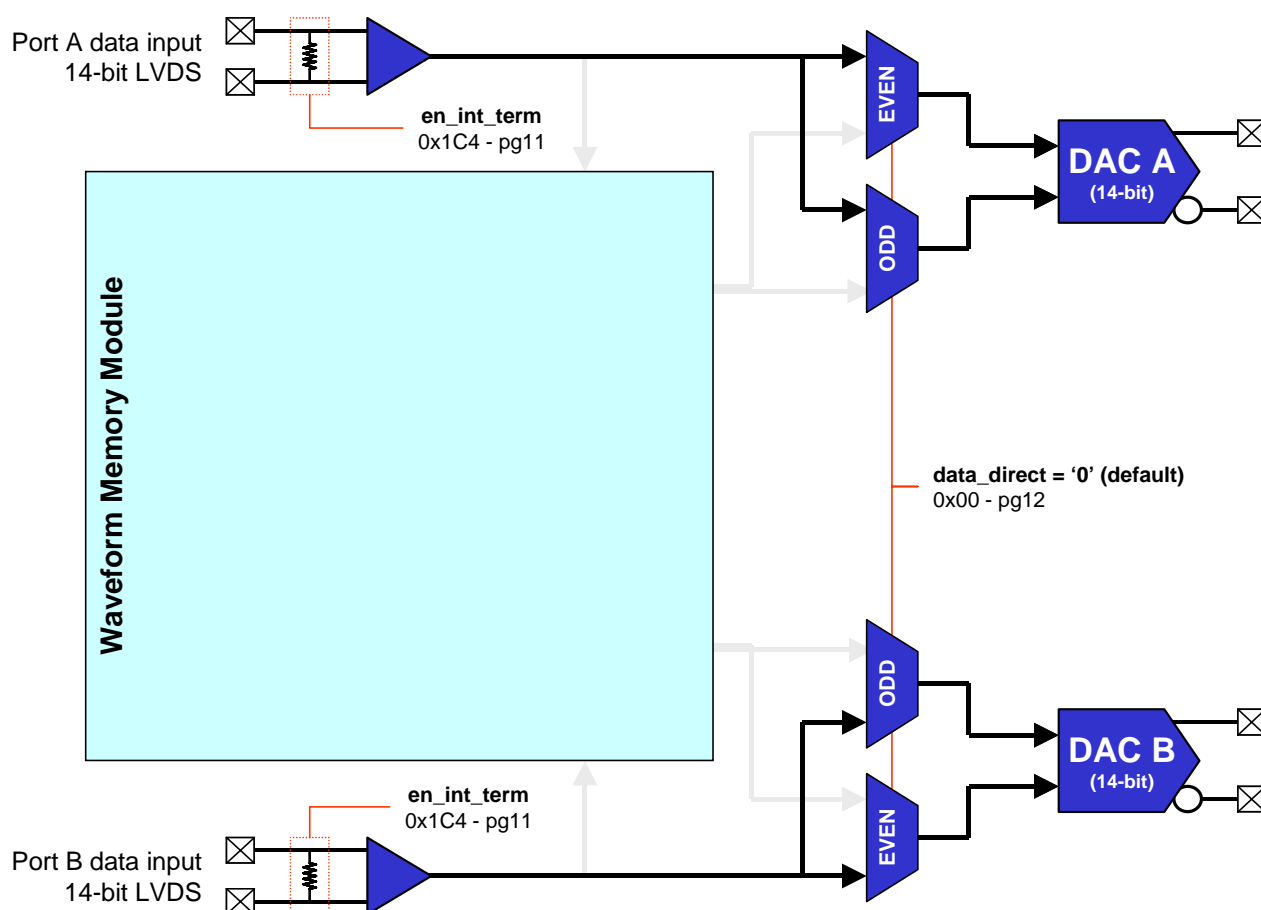 Port A data input
14-bit LVDS
en_int_term
0x1C4 - pg11
EVEN
DAC A
(14-bit)
ODD
Waveform Memory Module
data_direct = ‘0’ (default)
0x00 - pg12
ODD
DAC B
(14-bit)
EVEN
en_int_term
0x1C4 - pg11
Port B data input
14-bit LVDS